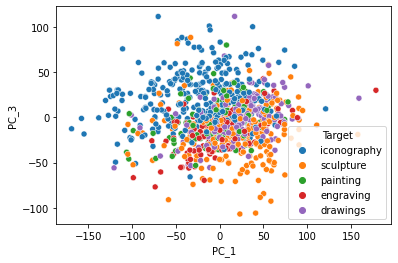 PC_3
100
50
0
−50
−100
Target
iconography
sculpture
painting
engraving
drawings
−150
−100
−50
0
50
100
150
PC_1